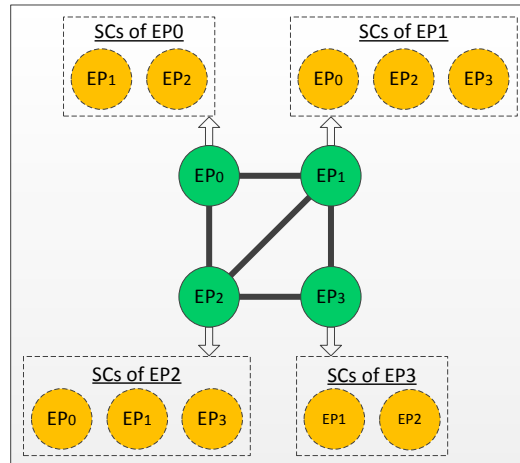 SCs of EP0
EP1 EP2
SCs of EP1
EP0 EP2 EP3
EP0 EP1
EP2 EP3
SCs of EP2
EP0 EP1 EP3
SCs of EP3
EP1 EP2